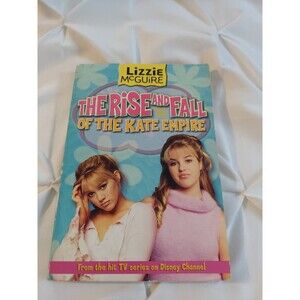 Lizzie
McGUiRE
THE RiSE AND FALL
OF THE KATE EMPIRE
From the hit TV series on Disney Channel